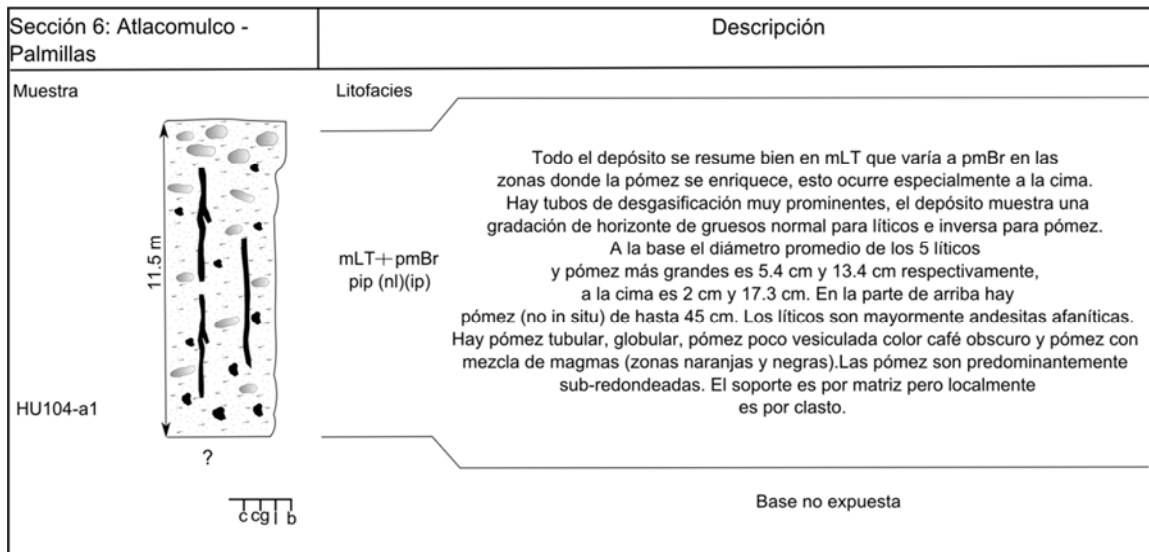 Sección 6: Atlacomulco -
Palmillas
Descripción
Muestra
Litofacies
11.5 m
HU104-a1
?
c cg l b
mLT+pmBr
pip (nl)(ip)
Todo el depósito se resume bien en mLT que varía a pmBr en las
zonas donde la pómez se enriquece, esto ocurre especialmente a la cima.
Hay tubos de desgasificación muy prominentes, el depósito muestra una
gradación de horizonte de gruesos normal para líticos e inversa para pómez.
A la base el diámetro promedio de los 5 líticos
y pómez más grandes es 5.4 cm y 13.4 cm respectivamente,
a la cima es 2 cm y 17.3 cm. En la parte de arriba hay
pómez (no in situ) de hasta 45 cm. Los líticos son mayormente andesitas afaníticas.
Hay pómez tubular, globular, pómez poco vesiculada color café obscuro y pómez con
mezcla de magmas (zonas naranjas y negras).Las pómez son predominantemente
sub-redondeadas. El soporte es por matriz pero localmente
es por clasto.
Base no expuesta